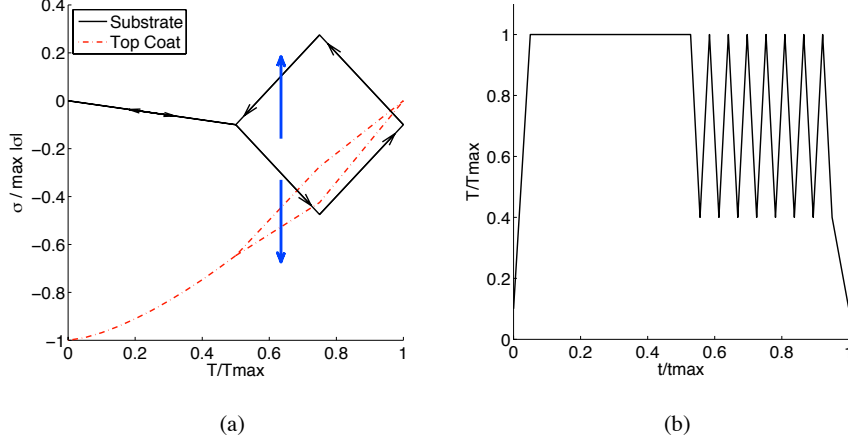 0.4
0.2
0
−0.2
−0.4
−0.6
−0.8
−1
σ / max |σ|
Substrate
Top Coat
0 0.2 0.4 0.6 0.8 1
T/Tmax
(a)
1
0.8
0.6
0.4
0.2
0
T/Tmax
0 0.2 0.4 0.6 0.8 1
t/tmax
(b)